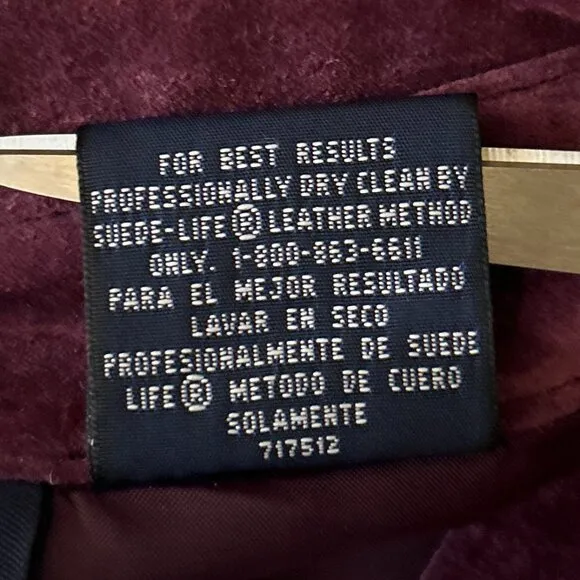 FOR BEST RESULTS
PROFESSIONALLY DRY CLEAN BY
SUEDE-LIFE® LEATHER METHOD
ONLY. 1-800-863-6611
PARA EL MEJOR RESULTADO
LAVAR EN SECO
PROFESIONALMENTE DE SUEDE
LIFE® METODO DE CUERO
SOLAMENTE
717512